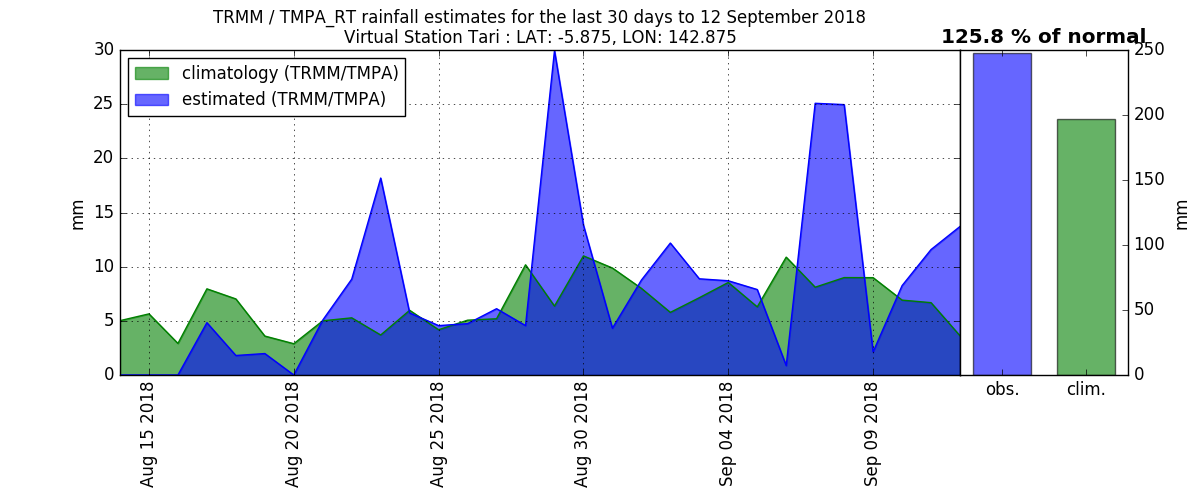 TRMM / TMPA_RT rainfall estimates for the last 30 days to 12 September 2018
Virtual Station Tari : LAT: -5.875, LON: 142.875
125.8 % of normal
climatology (TRMM/TMPA)
estimated (TRMM/TMPA)
mm
30
25
20
15
10
5
0
Aug 15 2018
Aug 20 2018
Aug 25 2018
Aug 30 2018
Sep 04 2018
Sep 09 2018
obs.
clim.
250
200
150
100
50
0
mm